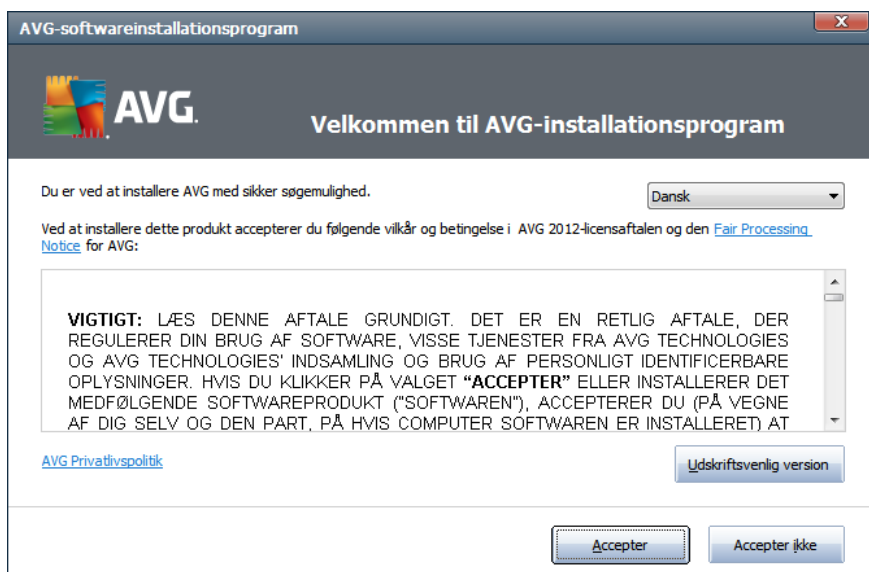 AVG-softwareinstallationsprogram
AVG.
Velkommen til AVG-installationsprogram
Du er ved at installere AVG med sikker søgemulighed.
Dansk
Ved at installere dette produkt accepterer du følgende vilkår og betingelse i AVG 2012-licensaftalen og den Fair Processing
Notice for AVG:
VIGTIGT: LÆS DENNE AFTALE GRUNDIGT. DET ER EN RETLIG AFTALE, DER
REGULERER DIN BRUG AF SOFTWARE, VISSE TJENESTER FRA AVG TECHNOLOGIES
OG AVG TECHNOLOGIES' INDSAMLING OG BRUG AF PERSONLIGT IDENTIFICERBARE
OPLYSNINGER. HVIS DU KLIKKER PÅ VALGET “ACCEPTER” ELLER INSTALLERER DET
MEDFØLGENDE SOFTWAREPRODUKT ("SOFTWAREN"), ACCEPTERER DU (PÅ VEGNE
AF DIG SELV OG DEN PART, PÅ HVIS COMPUTER SOFTWAREN ER INSTALLERET) AT
AVG Privatlivspolitik
Udskriftsvenlig version
Accepter
Accepter ikke